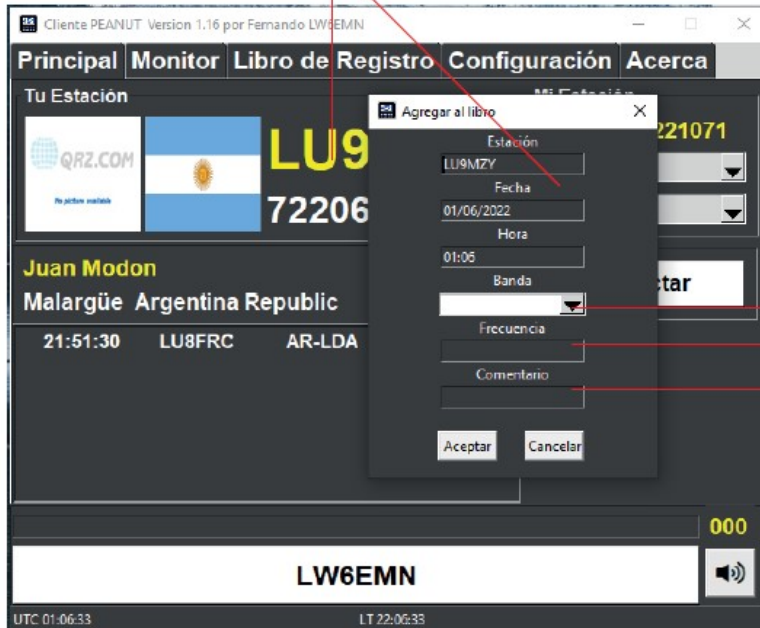 Cliente PEANUT Version 1.16 por Fernando LW6EMN
Principal Monitor Libro de Registro Configuración Acerca
Tu Estación
Mi Estación
QRZ.COM
No picture available
LU9
72206
221071
Juan Modon
Malargüe Argentina Republic
ctar
21:51:30 LU8FRC AR-LDA
Agregar al libro
Estación
LU9MZY
Fecha
01/06/2022
Hora
01:06
Banda
Frecuencia
Comentario
Aceptar Cancelar
000
LW6EMN
UTC 01:06:33 LT 22:06:33